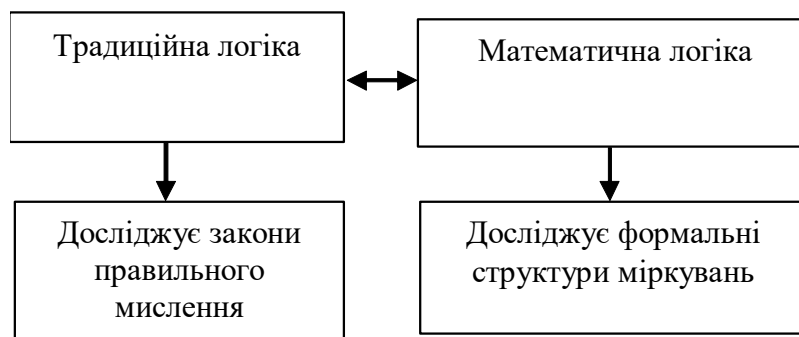 Традиційна логіка
Математична логіка
Досліджує закони
правильного
мислення
Досліджує формальні
структури міркувань